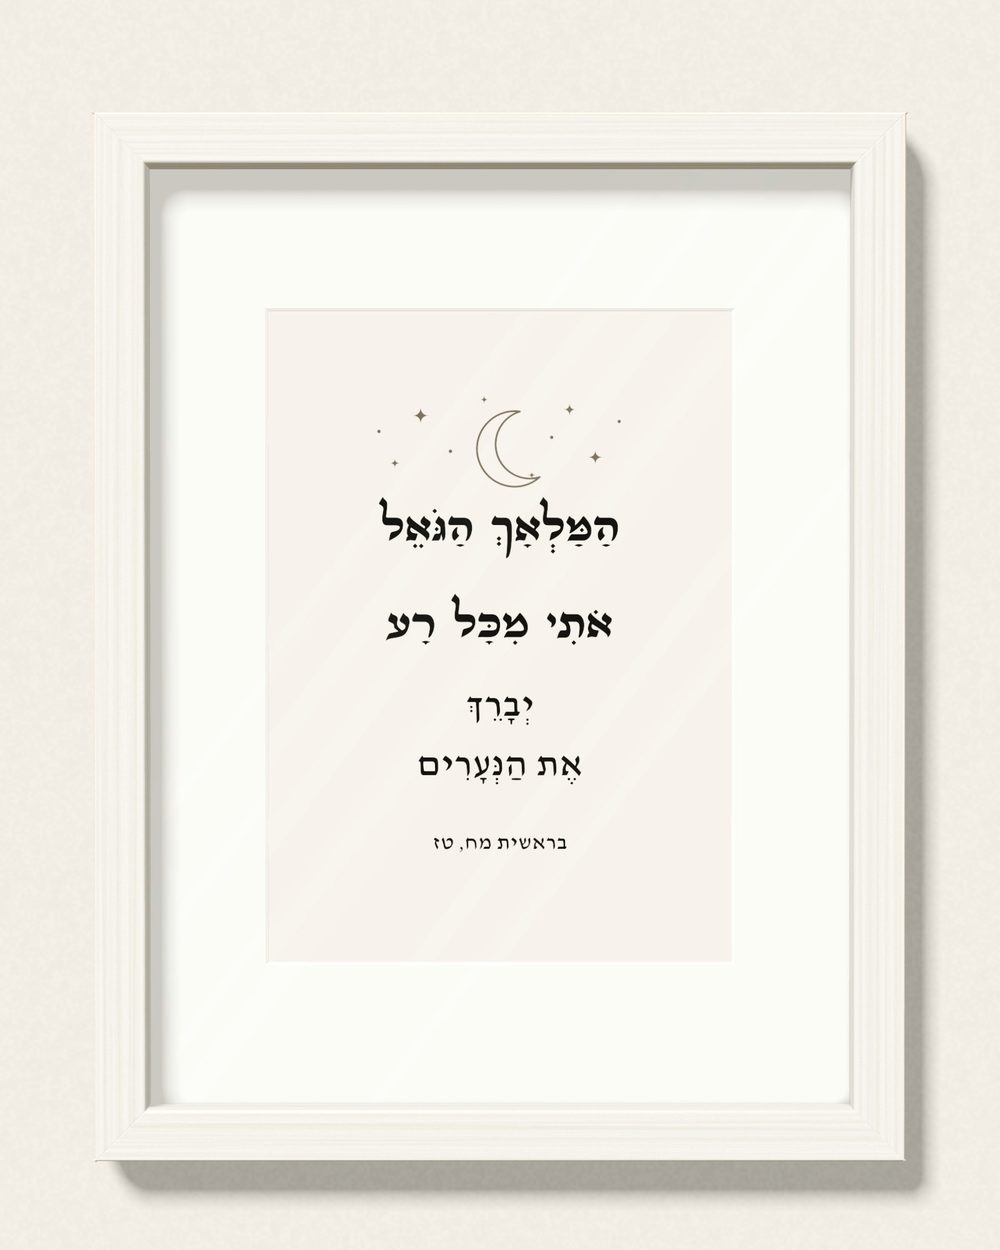 הַמַּלְאָךְ הַגֹּאֵל
אֹתִי מִכָּל רָע
יְבָרֵךְ
אֶת הַנְּעָרִים
בראשית מח, טז